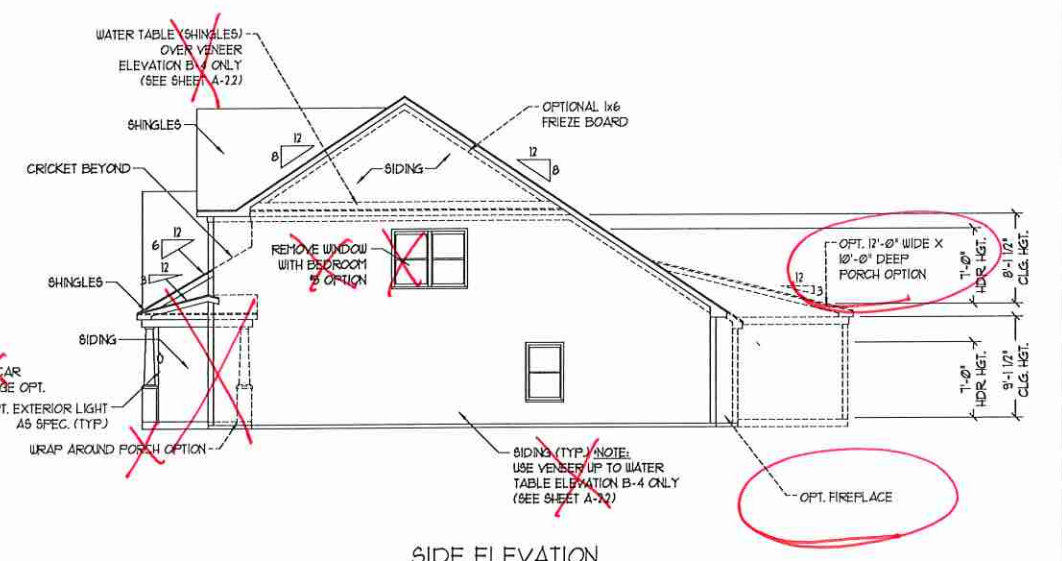 WATER TABLE (SHINGLES)
OVER VENEER
ELEVATION B-4 ONLY
(SEE SHEET A-2.2)
SHINGLES
CRICKET BEYOND
12
8
SIDING
OPTIONAL 1x6
FRIEZE BOARD
12
8
6
12
3
12
SHINGLES
REMOVE WINDOW
WITH BEDROOM
5 OPTION
OPT. 12'-0" WIDE X
10'-0" DEEP
PORCH OPTION
12
3
7'-0"
HDR. HGT.
8'-1 1/2"
CLG. HGT.
SIDING
CAR
GE OPT.
T. EXTERIOR LIGHT
AS SPEC. (TYP.)
WRAP AROUND PORCH OPTION
7'-0"
HDR. HGT.
9'-1 1/2"
CLG. HGT.
SIDING (TYP.) NOTE:
USE VENEER UP TO WATER
TABLE ELEVATION B-4 ONLY
(SEE SHEET A-2.2)
OPT. FIREPLACE
SIDE ELEVATION